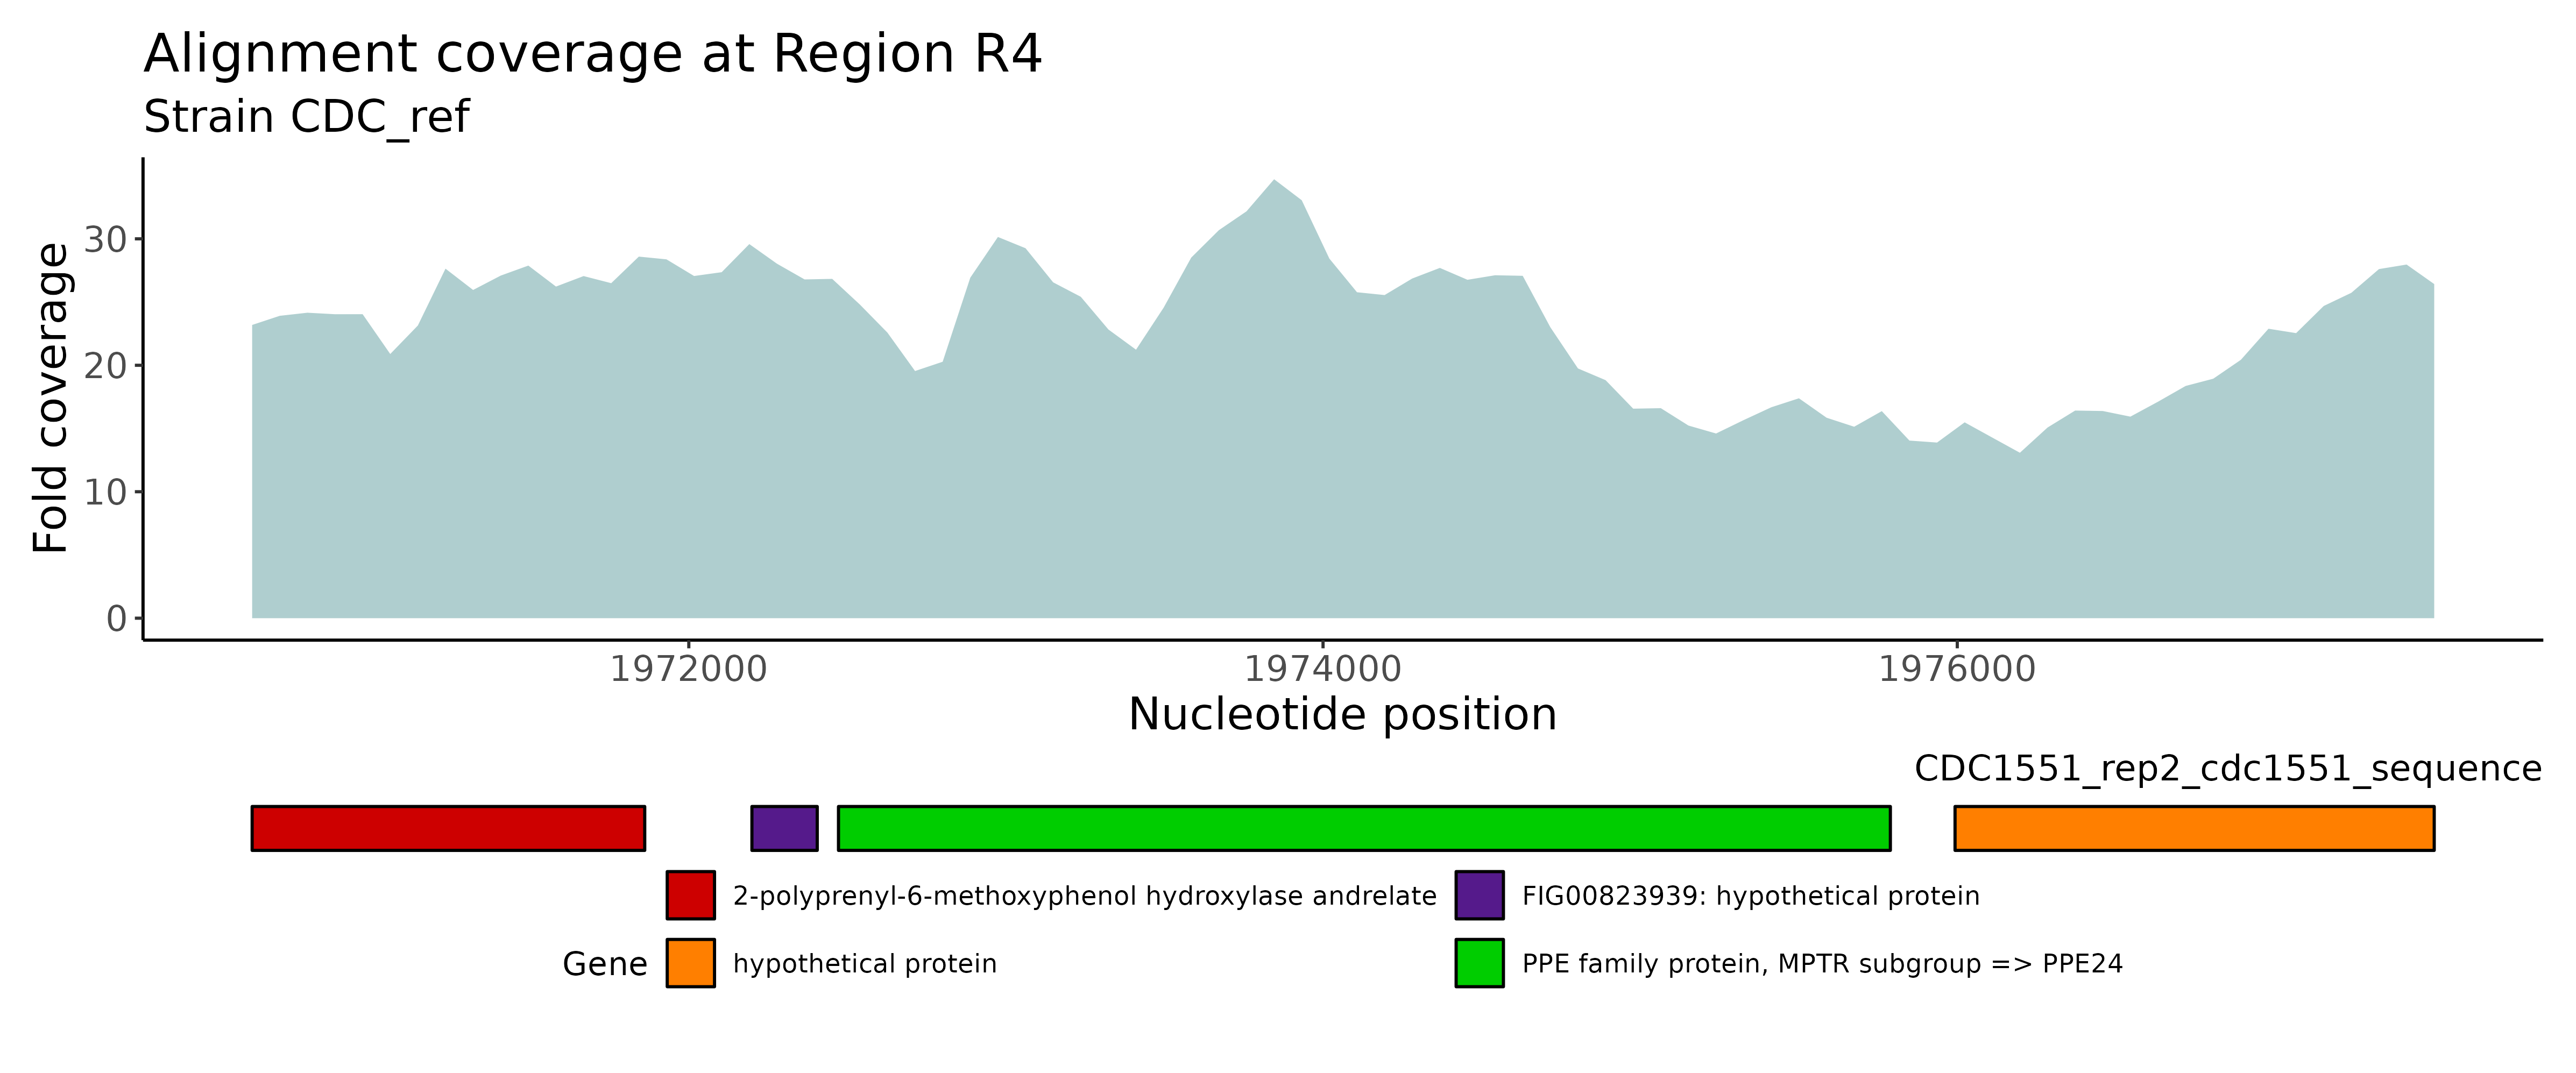 Alignment coverage at Region R4
Strain CDC_ref
Fold coverage
30
20
10
0
1972000 1974000 1976000
Nucleotide position
CDC1551_rep2_cdc1551_sequence
2-polyprenyl-6-methoxyphenol hydroxylase andrelate FIG00823939: hypothetical protein
Gene hypothetical protein PPE family protein, MPTR subgroup => PPE24